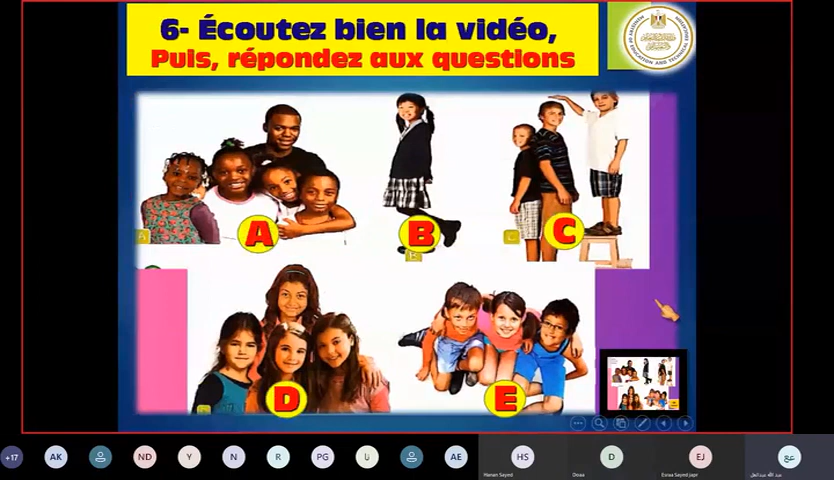 6- Écoutez bien la vidéo,
Puis, répondez aux questions
A
B
C
D
E
+17
AK
ND
Y
N
R
PG
AE
HS
D
EJ
Hanan Sayed
Doaa
Esraa Sayed